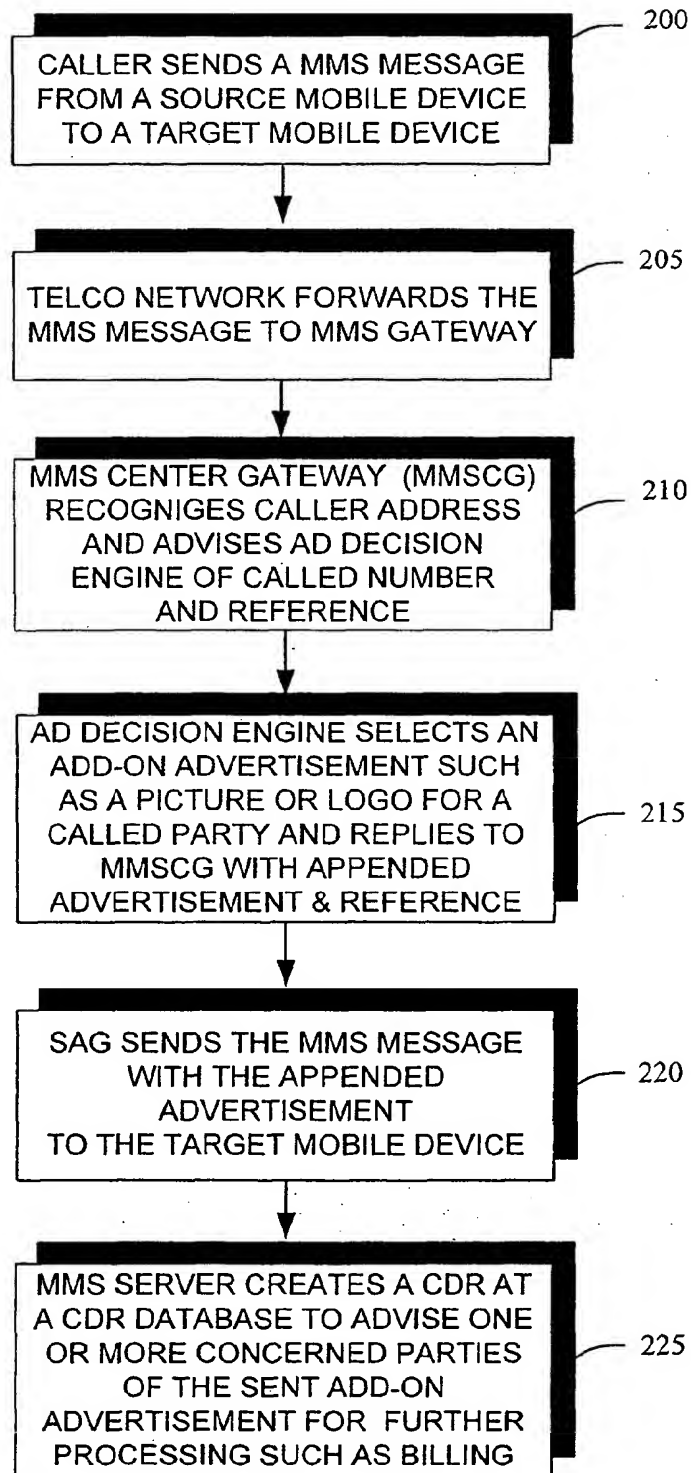 200
CALLER SENDS A MMS MESSAGE
FROM A SOURCE MOBILE DEVICE
TO A TARGET MOBILE DEVICE
205
TELCO NETWORK FORWARDS THE
MMS MESSAGE TO MMS GATEWAY
MMS CENTER GATEWAY (MMSCG)
RECOGNIGES CALLER ADDRESS
AND ADVISES AD DECISION
ENGINE OF CALLED NUMBER
AND REFERENCE
210
AD DECISION ENGINE SELECTS AN
ADD-ON ADVERTISEMENT SUCH
AS A PICTURE OR LOGO FOR A
CALLED PARTY AND REPLIES TO
MMSCG WITH APPENDED
ADVERTISEMENT & REFERENCE
215
SAG SENDS THE MMS MESSAGE
WITH THE APPENDED
ADVERTISEMENT
TO THE TARGET MOBILE DEVICE
220
MMS SERVER CREATES A CDR AT
A CDR DATABASE TO ADVISE ONE
OR MORE CONCERNED PARTIES
OF THE SENT ADD-ON
ADVERTISEMENT FOR FURTHER
PROCESSING SUCH AS BILLING
225